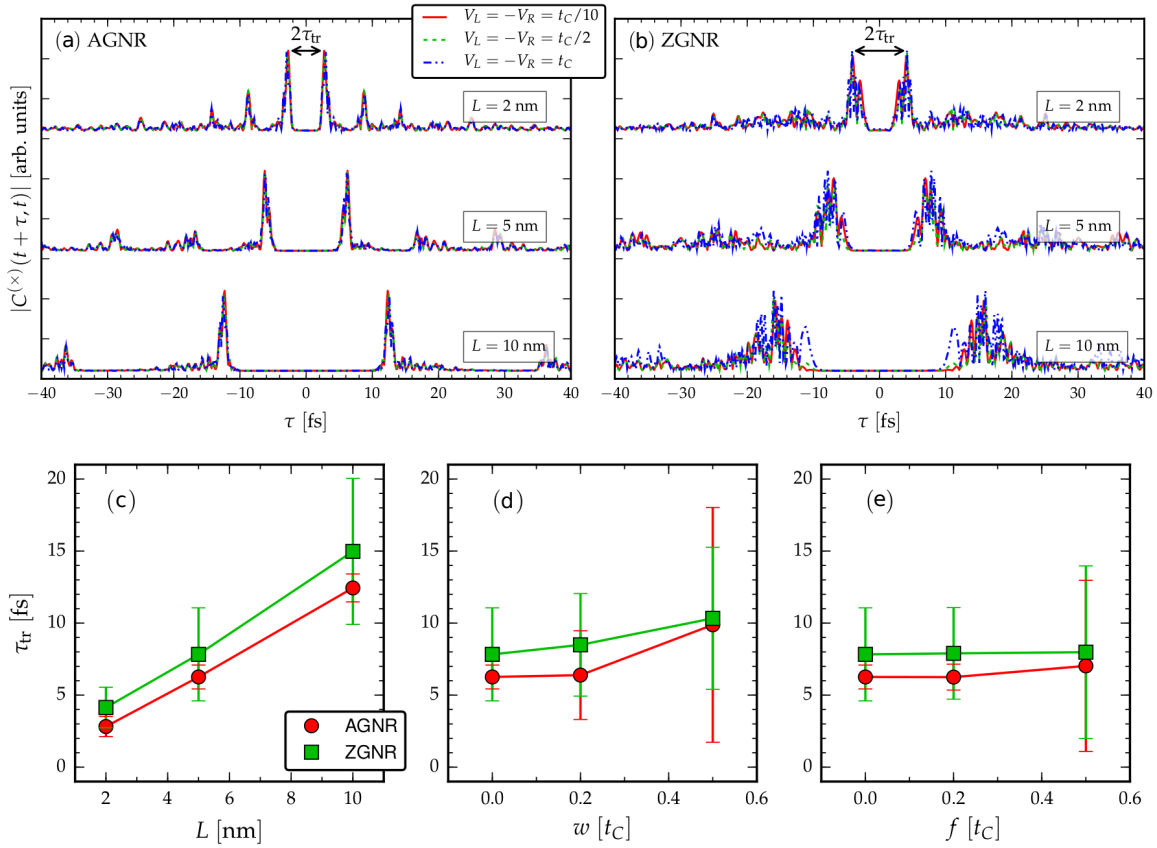 (a) AGNR
2τtr
V_L = −V_R = t_C/10
V_L = −V_R = t_C/2
V_L = −V_R = t_C
(b) ZGNR
2τtr
L = 2 nm
L = 5 nm
L = 10 nm
L = 2 nm
L = 5 nm
L = 10 nm
|C^(×)(t + τ, t)| [arb. units]
−40 −30 −20 −10 0 10 20 30 40
τ [fs]
−40 −30 −20 −10 0 10 20 30 40
τ [fs]
(c)
20
15
10
5
0
τtr [fs]
AGNR
ZGNR
2 4 6 8 10
L [nm]
(d)
20
15
10
5
0
0.0 0.2 0.4 0.6
w [t_C]
(e)
20
15
10
5
0
0.0 0.2 0.4 0.6
f [t_C]